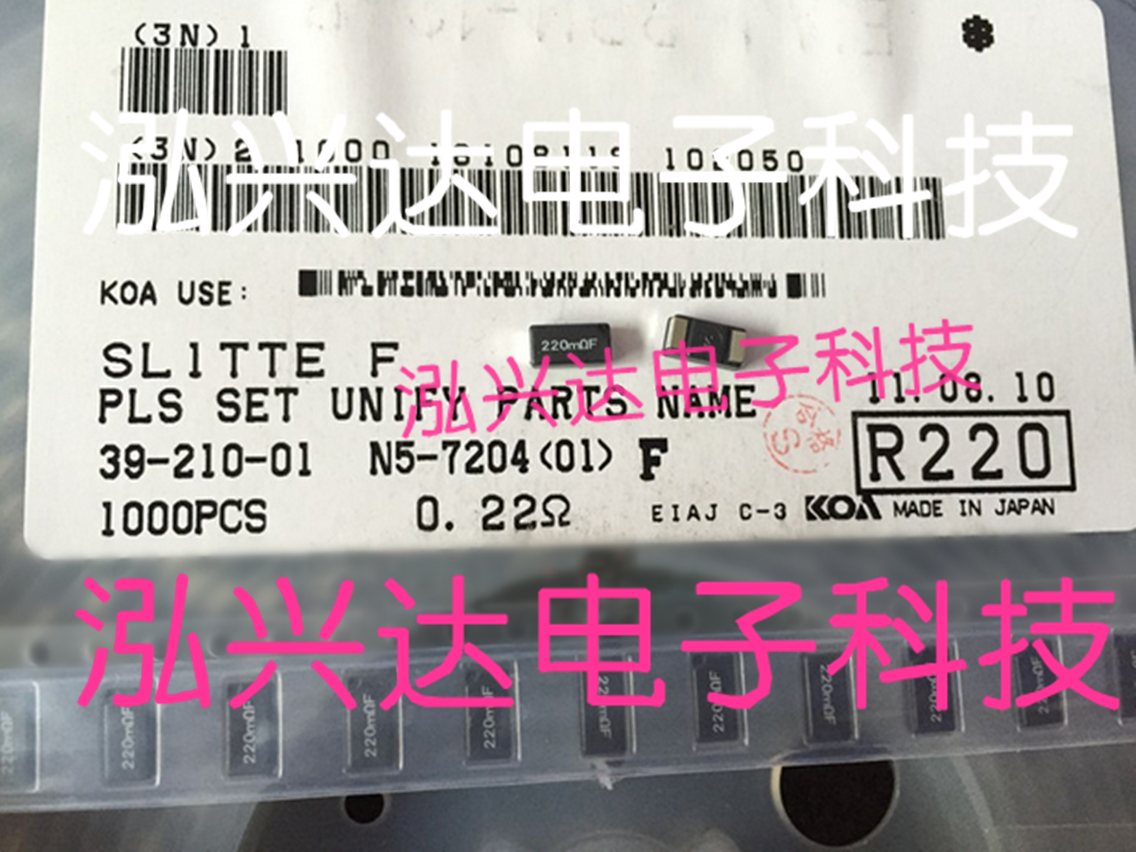 (3N) 1
泓兴达电子科技
(3N) 2 1000
KOA USE:
220mΩF
SL1TTE F
泓兴达电子科技
PLS SET UNIFY PARTS NAME
11.08.10
39-210-01 N5-7204(01) F
R220
1000PCS 0.22Ω EIAJ C-3 KOA MADE IN JAPAN
泓兴达电子科技
220mΩF 220mΩF 220mΩF 220mΩF 220mΩF 220mΩF 220mΩF